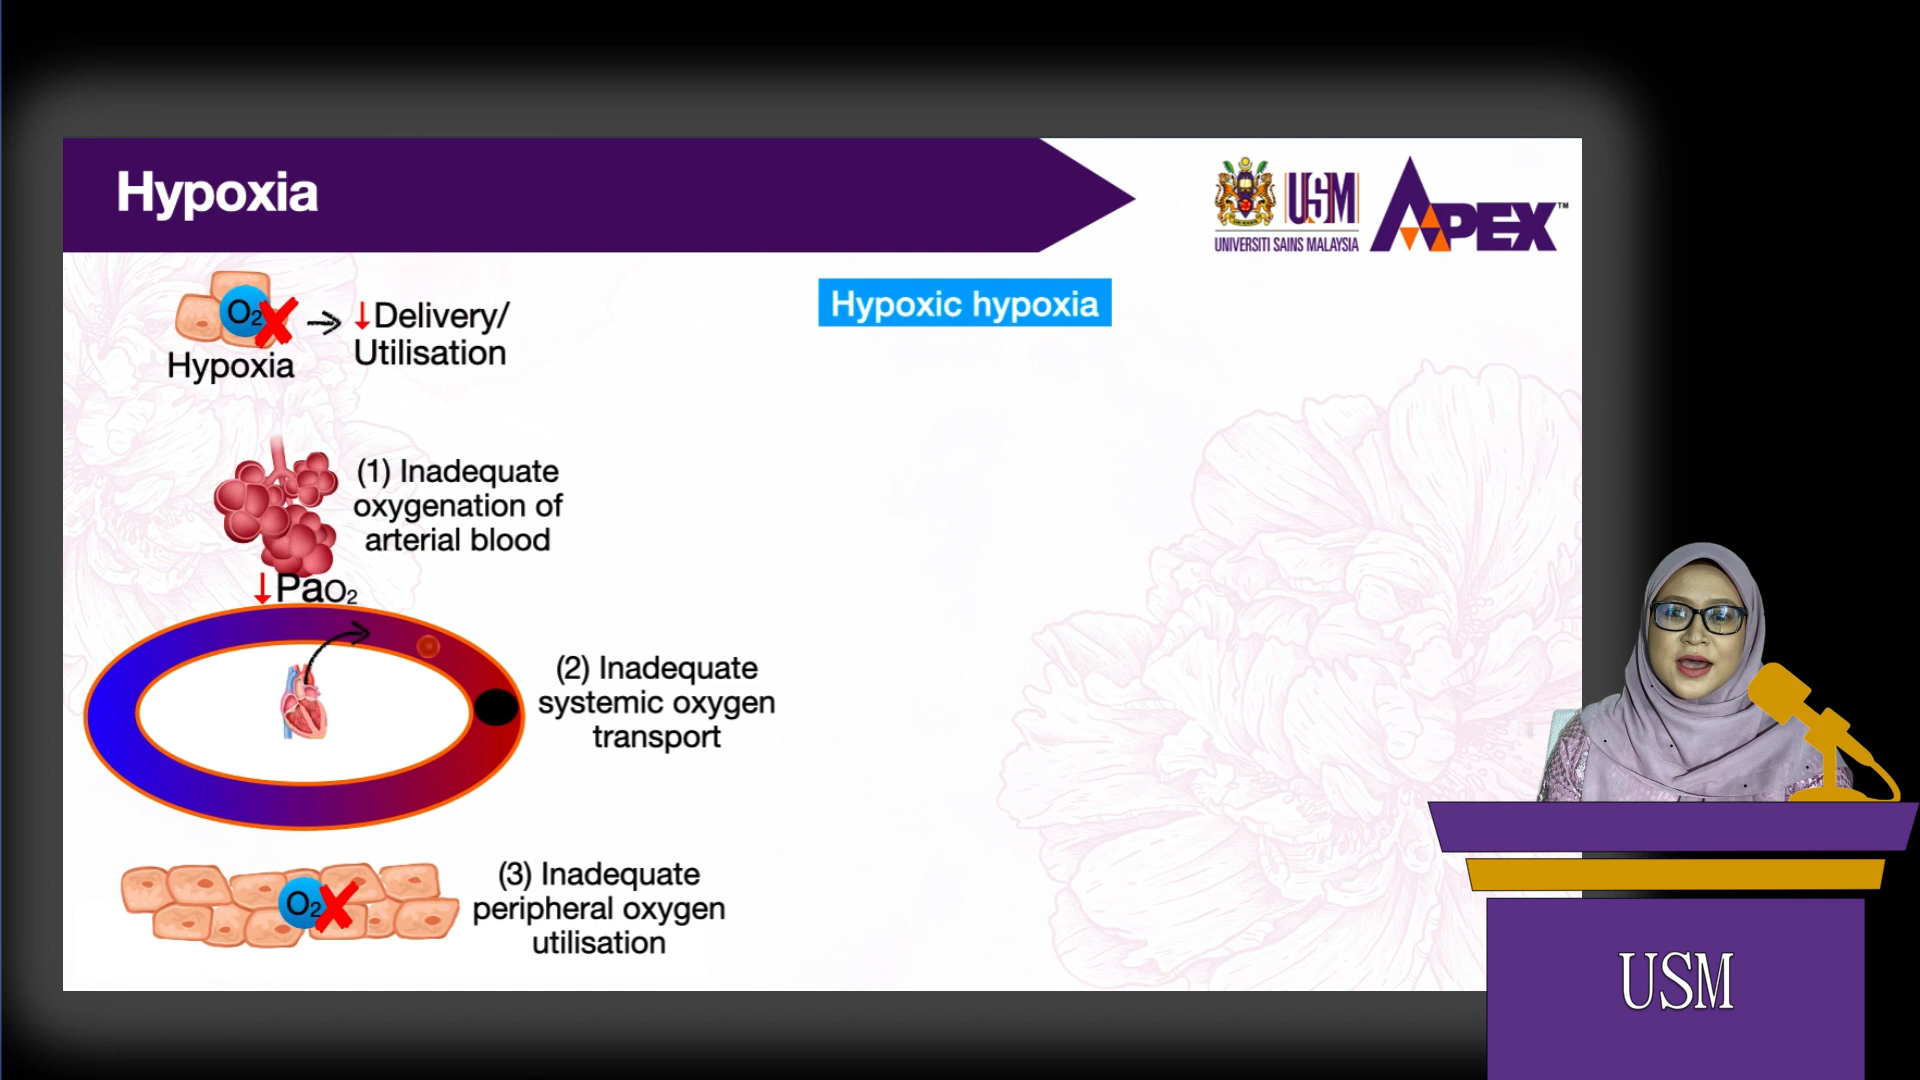 Hypoxia
USM
UNIVERSITI SAINS MALAYSIA
APEX™
O₂
Hypoxia
↓Delivery/
Utilisation
Hypoxic hypoxia
(1) Inadequate
oxygenation of
arterial blood
↓PaO₂
(2) Inadequate
systemic oxygen
transport
O₂
(3) Inadequate
peripheral oxygen
utilisation
USM